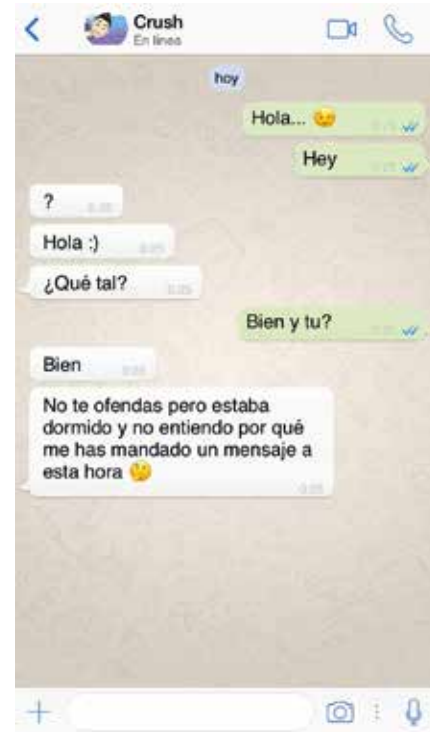 Crush
En línea
hoy
Hola... 😉
Hey
?
Hola :)
¿Qué tal?
Bien y tu?
Bien
No te ofendas pero estaba
dormido y no entiendo por qué
me has mandado un mensaje a
esta hora 🤔